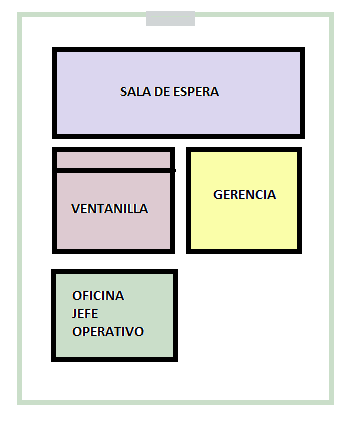 SALA DE ESPERA
VENTANILLA
GERENCIA
OFICINA
JEFE
OPERATIVO